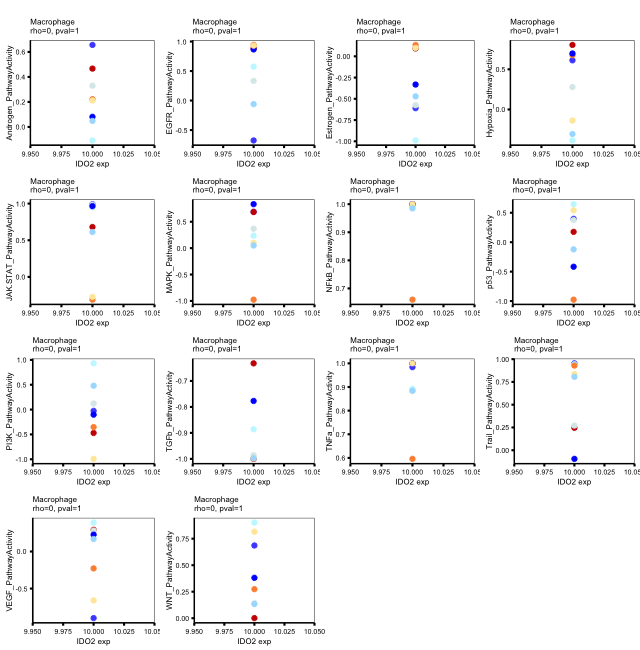 Macrophage
rho=0, pval=1
Androgen_PathwayActivity
0.6
0.4
0.2
0.0
9.950 9.975 10.000 10.025 10.05
IDO2 exp
Macrophage
rho=0, pval=1
EGFR_PathwayActivity
1.0
0.5
0.0
-0.5
9.950 9.975 10.000 10.025 10.05
IDO2 exp
Macrophage
rho=0, pval=1
Estrogen_PathwayActivity
0.00
-0.25
-0.50
-0.75
-1.00
9.950 9.975 10.000 10.025 10.05
IDO2 exp
Macrophage
rho=0, pval=1
Hypoxia_PathwayActivity
0.5
0.0
9.950 9.975 10.000 10.025 10.05
IDO2 exp
Macrophage
rho=0, pval=1
JAK.STAT_PathwayActivity
1.0
0.5
0.0
9.950 9.975 10.000 10.025 10.05
IDO2 exp
Macrophage
rho=0, pval=1
MAPK_PathwayActivity
0.5
0.0
-0.5
-1.0
9.950 9.975 10.000 10.025 10.05
IDO2 exp
Macrophage
rho=0, pval=1
NFkB_PathwayActivity
1.0
0.9
0.8
0.7
9.950 9.975 10.000 10.025 10.05
IDO2 exp
Macrophage
rho=0, pval=1
p53_PathwayActivity
0.5
0.0
-0.5
-1.0
9.950 9.975 10.000 10.025 10.05
IDO2 exp
Macrophage
rho=0, pval=1
PI3K_PathwayActivity
1.0
0.5
0.0
-0.5
-1.0
9.950 9.975 10.000 10.025 10.05
IDO2 exp
Macrophage
rho=0, pval=1
TGFb_PathwayActivity
-0.7
-0.8
-0.9
-1.0
9.950 9.975 10.000 10.025 10.05
IDO2 exp
Macrophage
rho=0, pval=1
TNFa_PathwayActivity
1.0
0.9
0.8
0.7
0.6
9.950 9.975 10.000 10.025 10.05
IDO2 exp
Macrophage
rho=0, pval=1
Trail_PathwayActivity
1.00
0.75
0.50
0.25
0.00
9.950 9.975 10.000 10.025 10.05
IDO2 exp
Macrophage
rho=0, pval=1
VEGF_PathwayActivity
0.0
-0.5
9.950 9.975 10.000 10.025 10.05
IDO2 exp
Macrophage
rho=0, pval=1
WNT_PathwayActivity
0.75
0.50
0.25
0.00
9.950 9.975 10.000 10.025 10.050
IDO2 exp